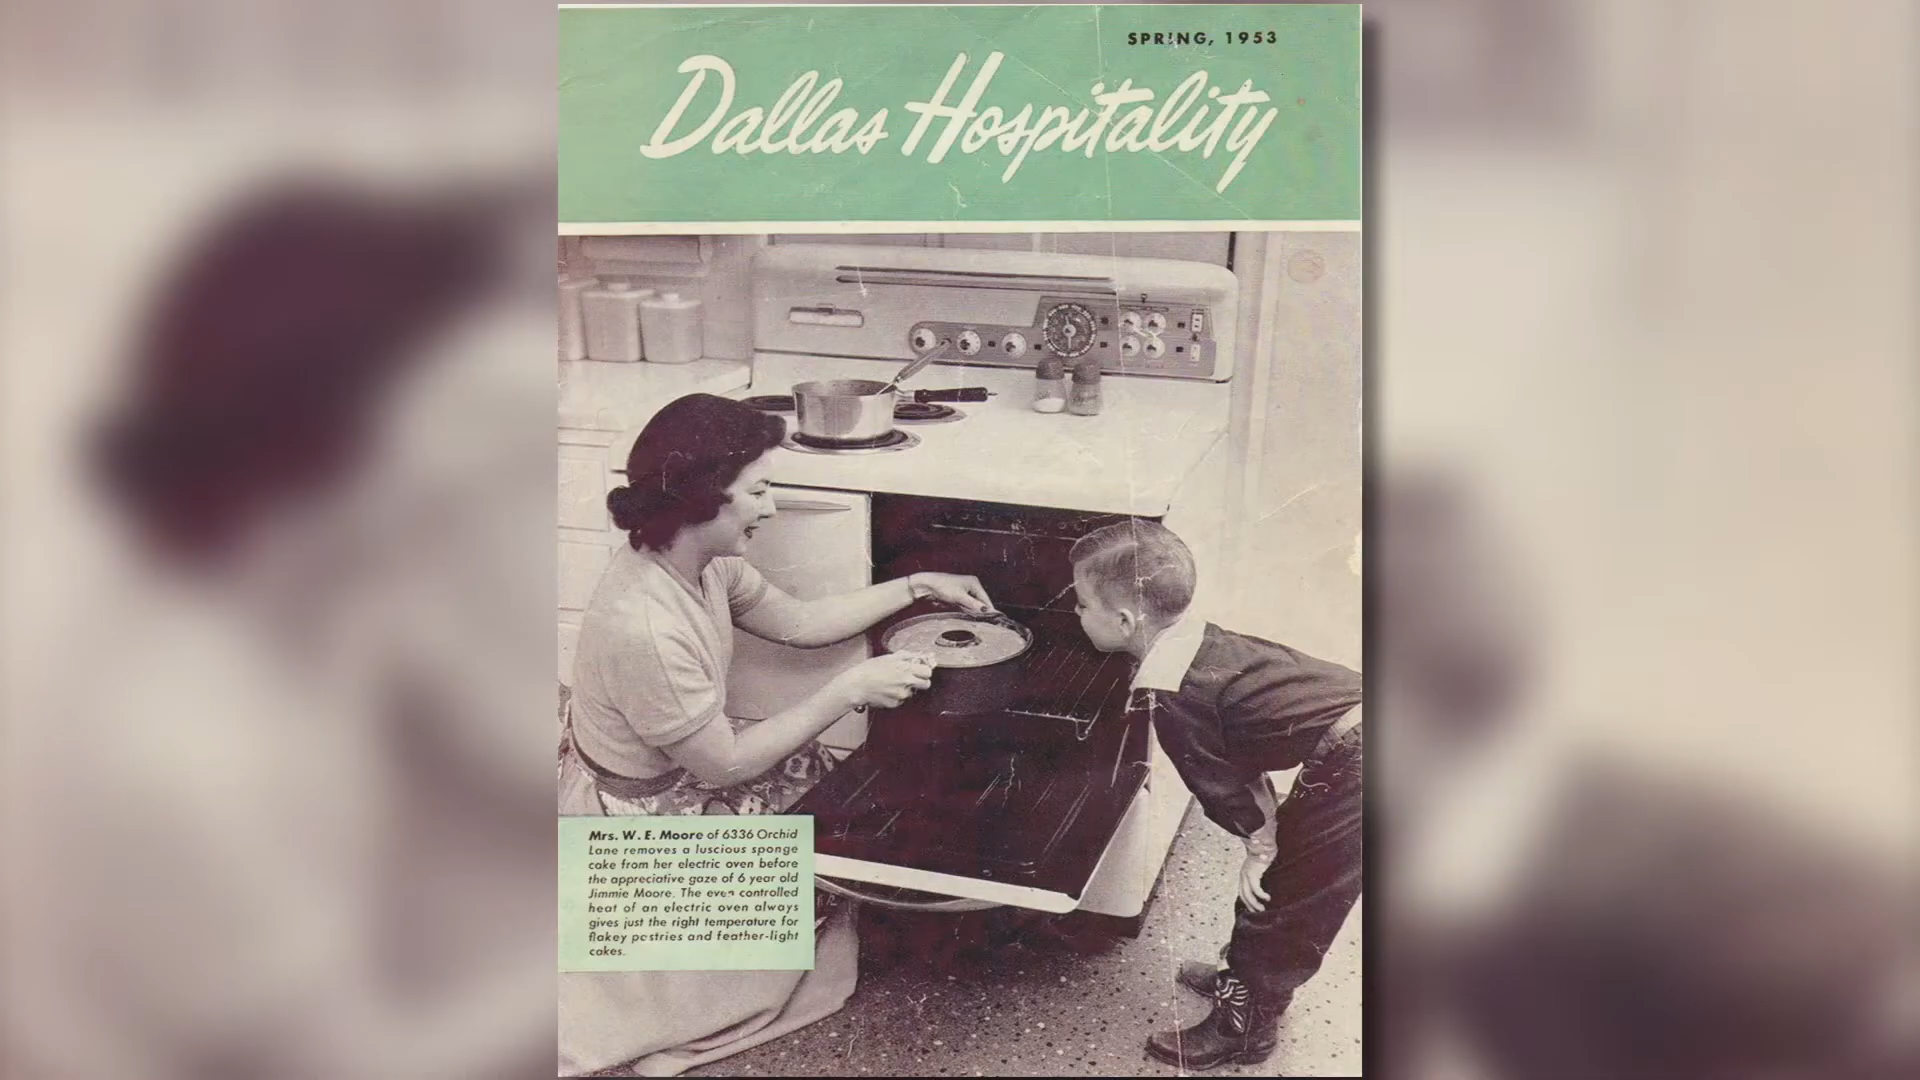 SPRING, 1953
Dallas Hospitality
Mrs. W. E. Moore of 6336 Orchid
Lane removes a luscious sponge
cake from her electric oven before
the appreciative gaze of 6 year old
Jimmie Moore. The even controlled
heat of an electric oven always
gives just the right temperature for
flakey pastries and feather-light
cakes.